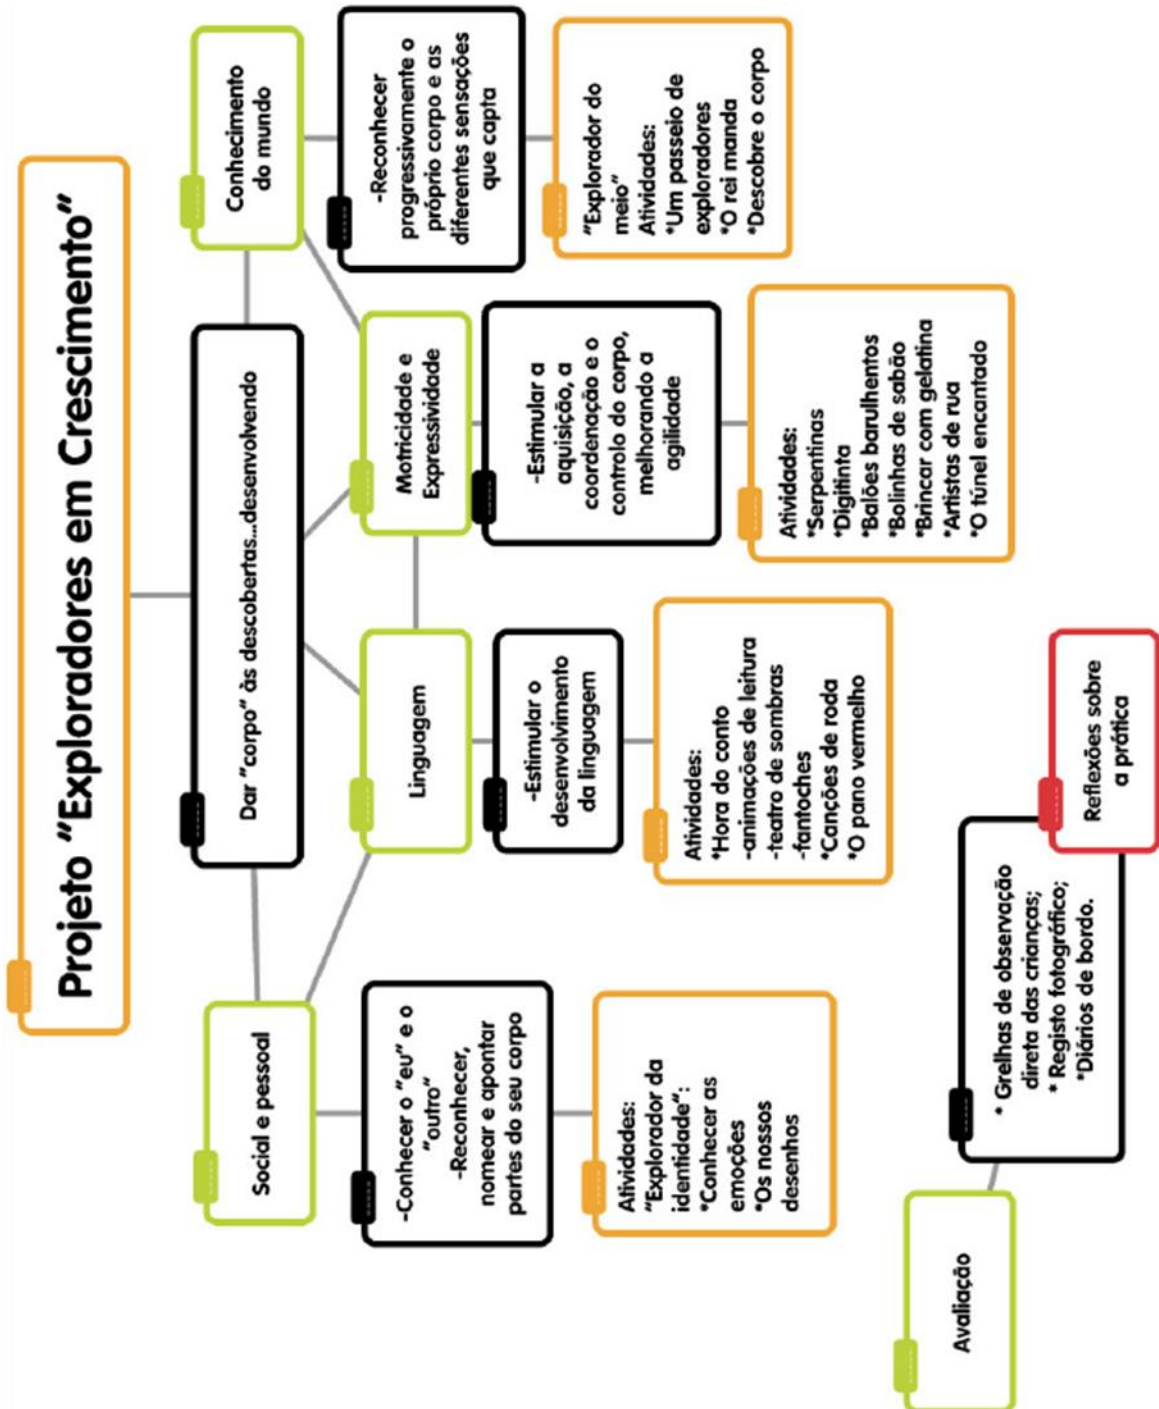 Projeto "Exploradores em Crescimento"
Dar "corpo" às descobertas...desenvolvendo
Social e pessoal
-Conhecer o "eu" e o
"outro"
-Reconhecer,
nomear e apontar
partes do seu corpo
Atividades:
"Explorador da
identidade":
*Conhecer as
emoções
*Os nossos
desenhos
Linguagem
-Estimular o
desenvolvimento
da linguagem
Atividades:
*Hora do conto
-animações de leitura
-teatro de sombras
-fantoches
*Canções de roda
*O pano vermelho
Motricidade e
Expressividade
-Estimular a
aquisição, a
coordenação e o
controlo do corpo,
melhorando a
agilidade
Atividades:
*Serpentinas
*Digitinta
*Balões barulhentos
*Bolinhas de sabão
*Brincar com gelatina
*Artistas de rua
*O túnel encantado
Conhecimento
do mundo
-Reconhecer
progressivamente o
próprio corpo e as
diferentes sensações
que capta
"Explorador do
meio"
Atividades:
*Um passeio de
exploradores
*O rei manda
*Descobre o corpo
Avaliação
* Grelhas de observação
direta das crianças;
* Registo fotográfico;
*Diários de bordo.
Reflexões sobre
a prática